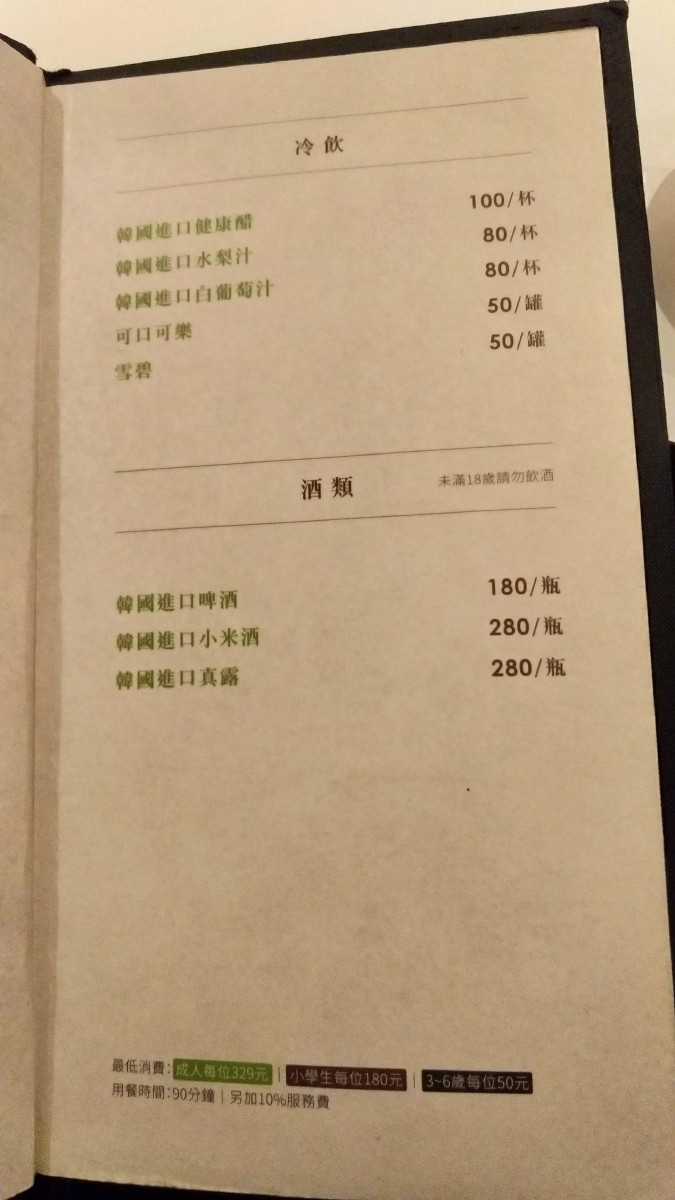 冷飲
韓國進口健康醋 100/杯
韓國進口水梨汁 80/杯
韓國進口白葡萄汁 80/杯
可口可樂 50/罐
雪碧 50/罐
酒類 未滿18歲請勿飲酒
韓國進口啤酒 180/瓶
韓國進口小米酒 280/瓶
韓國進口真露 280/瓶
最低消費：成人每位329元｜小學生每位180元｜3~6歲每位50元
用餐時間：90分鐘｜另加10%服務費